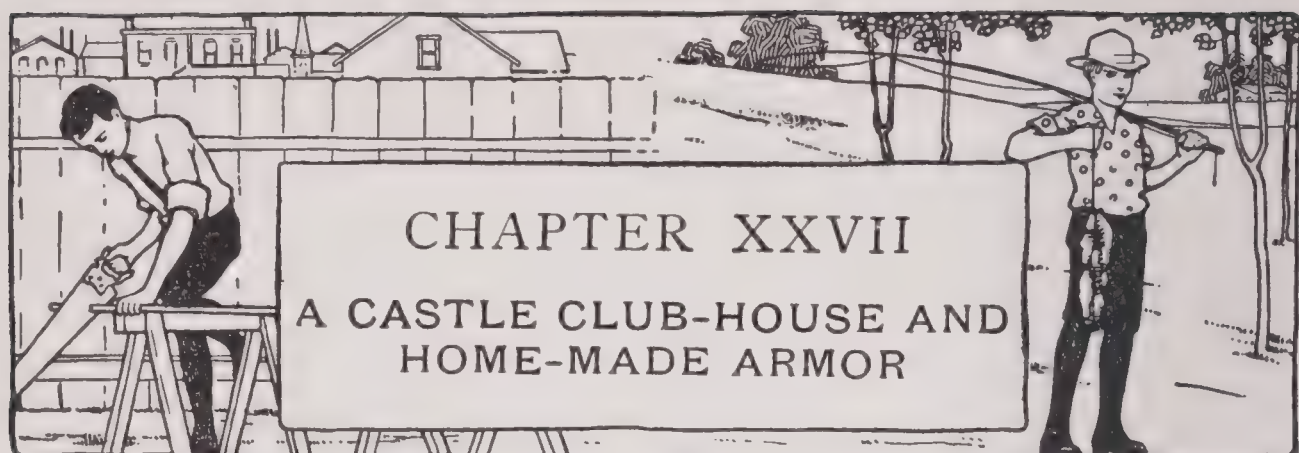 CHAPTER XXVII
A CASTLE CLUB-HOUSE AND
HOME-MADE ARMOR